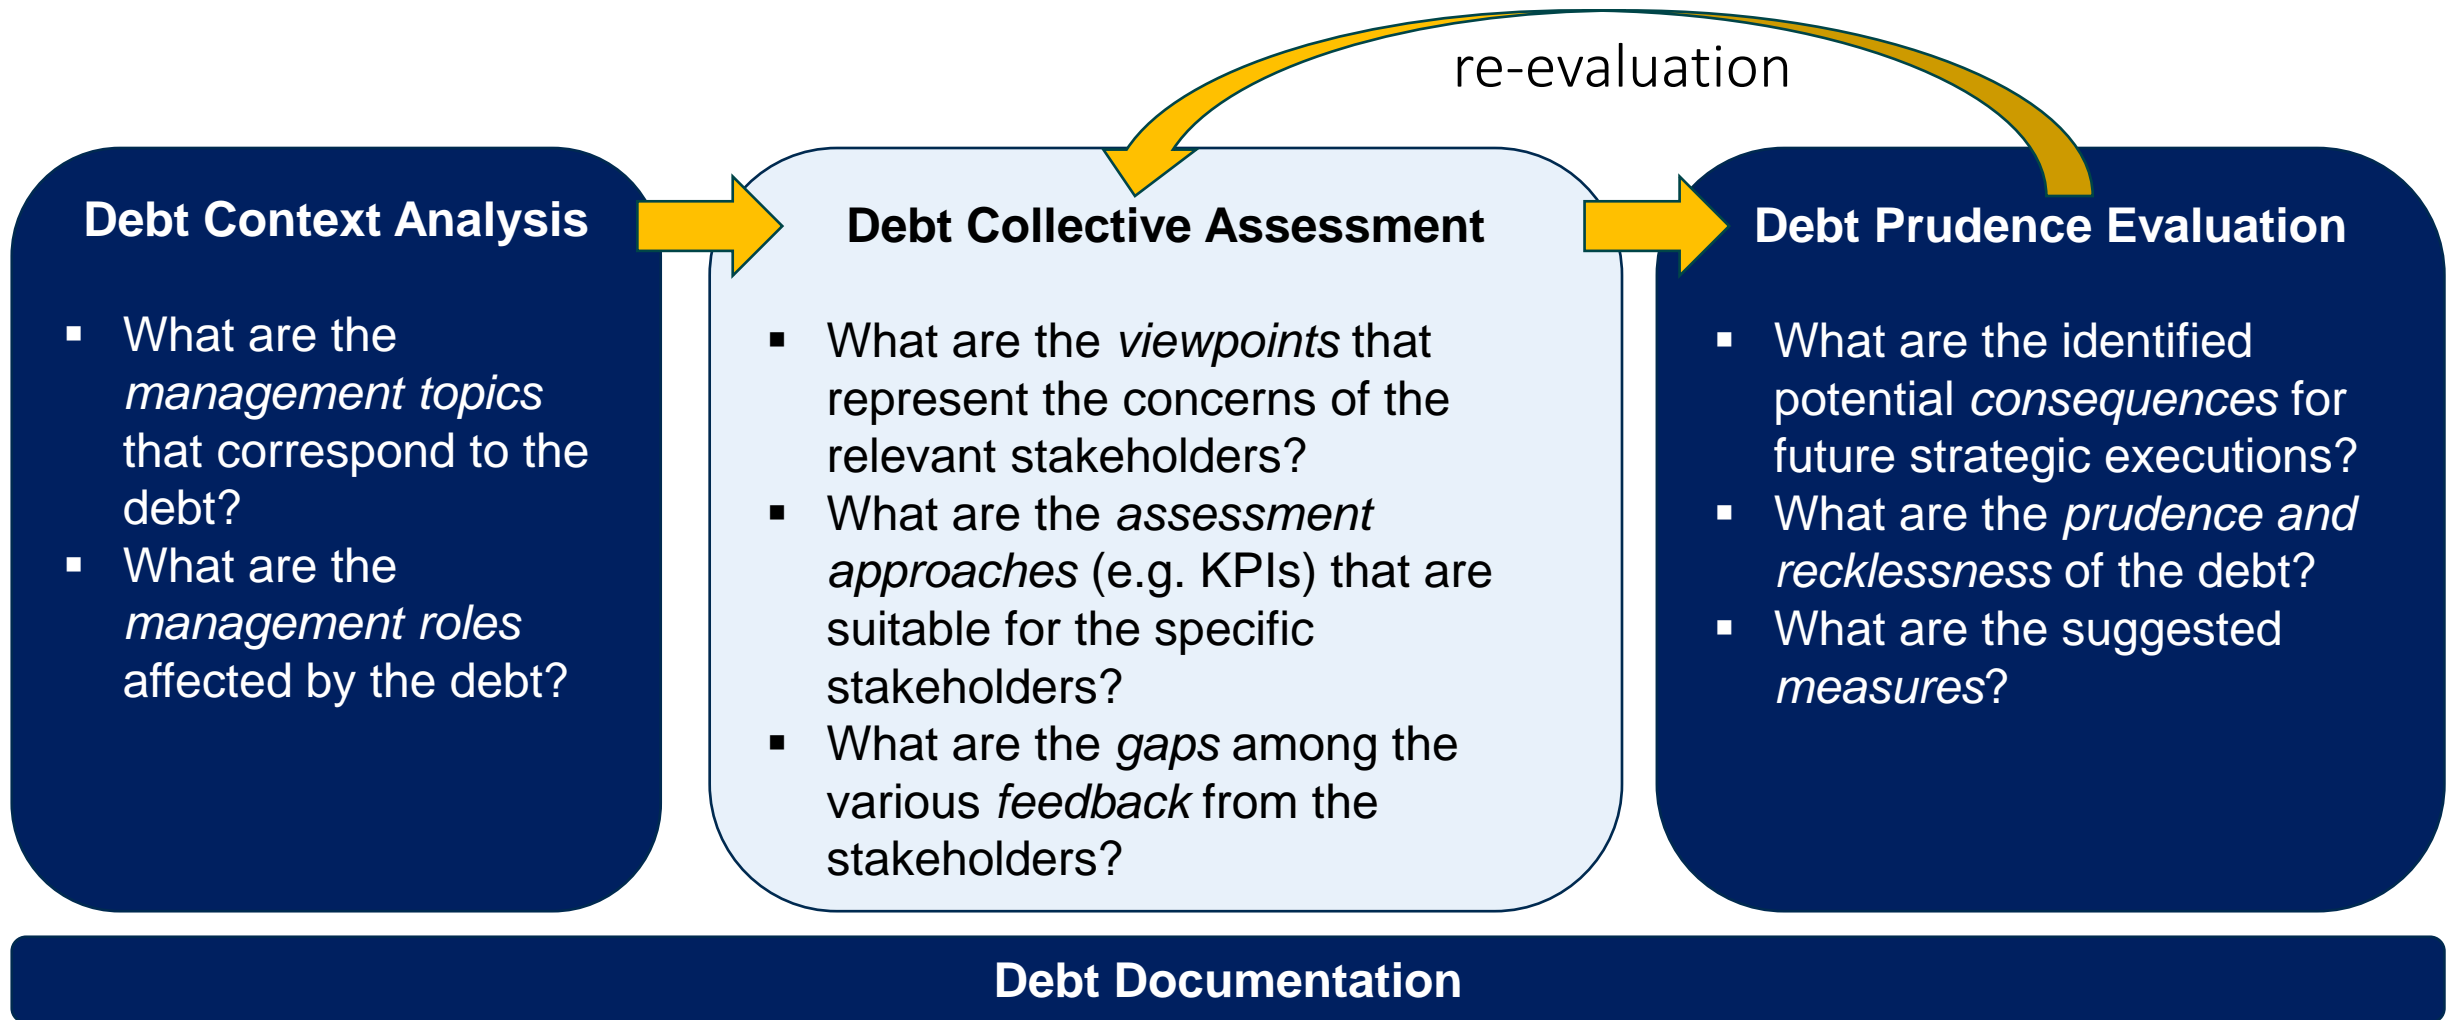 re-evaluation
Debt Context Analysis
▪ What are the
management topics
that correspond to the
debt?
▪ What are the
management roles
affected by the debt?
Debt Collective Assessment
▪ What are the viewpoints that
represent the concerns of the
relevant stakeholders?
▪ What are the assessment
approaches (e.g. KPIs) that are
suitable for the specific
stakeholders?
▪ What are the gaps among the
various feedback from the
stakeholders?
Debt Prudence Evaluation
▪ What are the identified
potential consequences for
future strategic executions?
▪ What are the prudence and
recklessness of the debt?
▪ What are the suggested
measures?
Debt Documentation